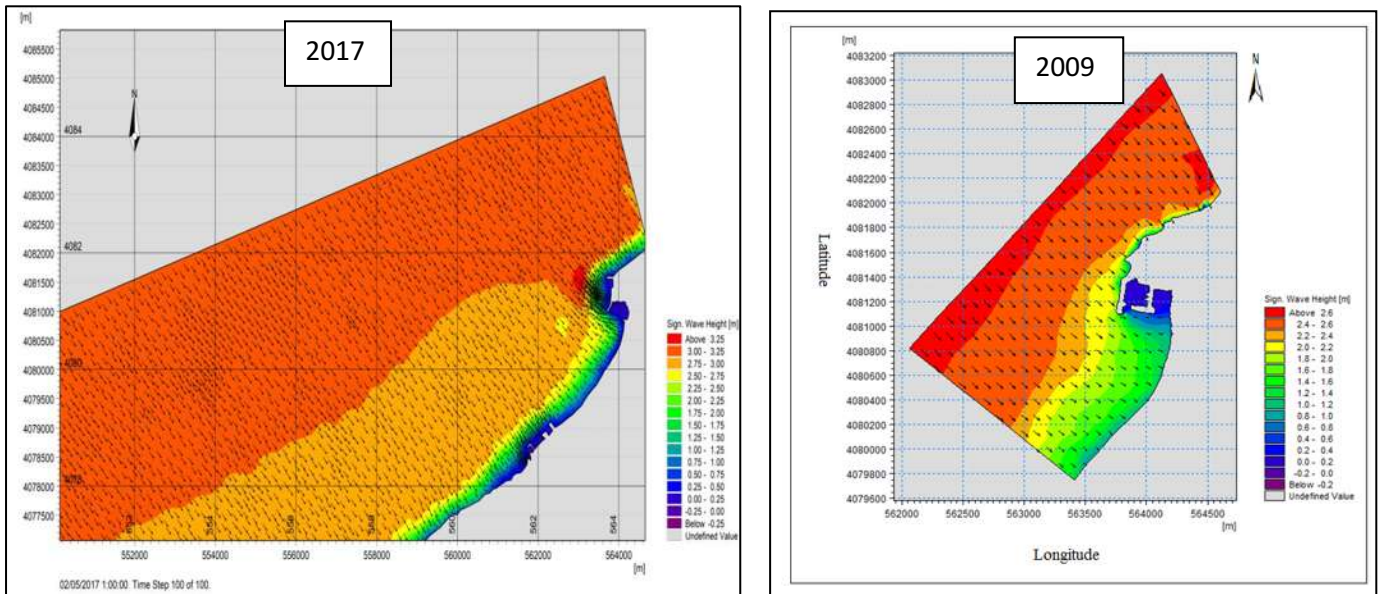 [m]
2017
4085500
4085000
4084500
4084000
4083500
4083000
4082500
4082000
4081500
4081000
4080500
4080000
4079500
4079000
4078500
4078000
4077500
N
4084
4082
4080
554
560
562
564
552000
554000
556000
558000
560000
562000
564000
[m]
Sign. Wave Height [m]
Above 3.25
3.00 - 3.25
2.75 - 3.00
2.50 - 2.75
2.25 - 2.50
2.00 - 2.25
1.75 - 2.00
1.50 - 1.75
1.25 - 1.50
1.00 - 1.25
0.75 - 1.00
0.50 - 0.75
0.25 - 0.50
0.00 - 0.25
-0.25 - 0.00
Below -0.25
Undefined Value
02/05/2017 1:00:00. Time Step 100 of 100.
[m]
2009
N
4083200
4083000
4082800
4082600
4082400
4082200
4082000
4081800
4081600
4081400
4081200
4081000
4080800
4080600
4080400
4080200
4080000
4079800
4079600
Latitude
562000
562500
563000
563500
564000
564500
[m]
Longitude
Sign. Wave Height [m]
Above 2.6
2.4 - 2.6
2.2 - 2.4
2.0 - 2.2
1.8 - 2.0
1.6 - 1.8
1.4 - 1.6
1.2 - 1.4
1.0 - 1.2
0.8 - 1.0
0.6 - 0.8
0.4 - 0.6
0.2 - 0.4
0.0 - 0.2
-0.2 - 0.0
Below -0.2
Undefined Value